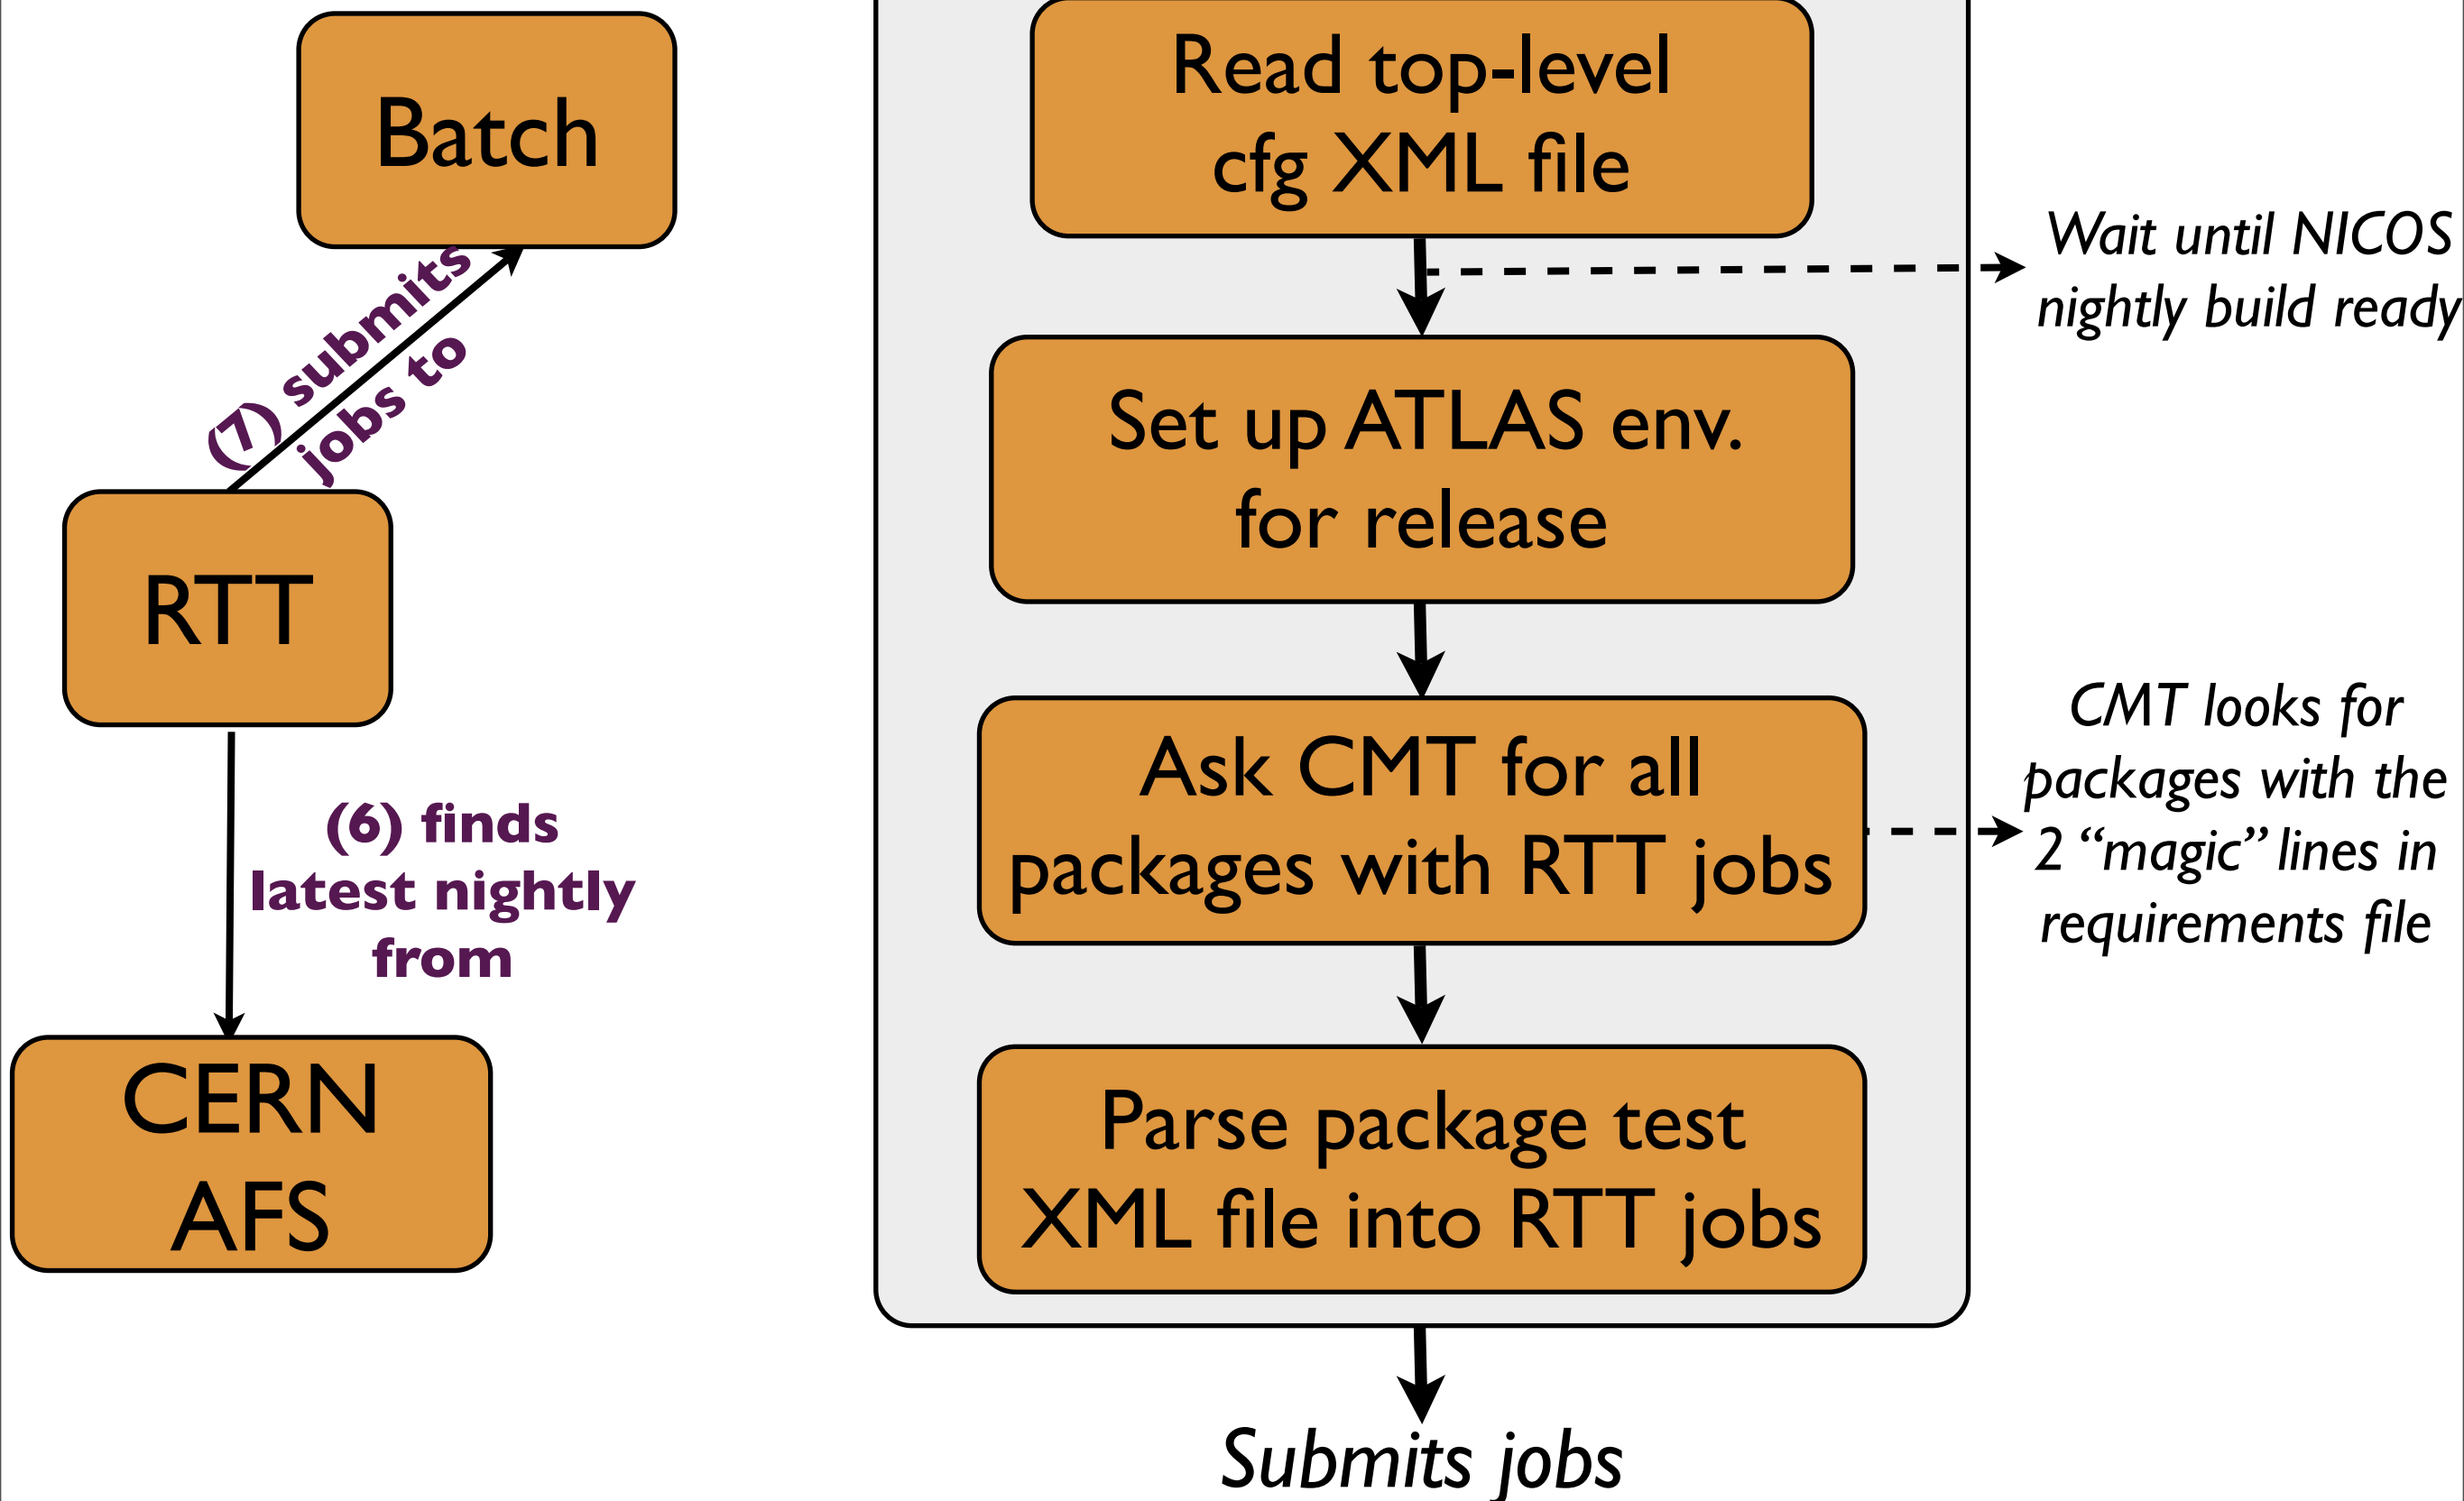 Batch
(7) submits
jobs to
RTT
(6) finds
latest nightly
from
CERN
AFS
Read top-level
cfg XML file
Wait until NICOS
nightly build ready
Set up ATLAS env.
for release
Ask CMT for all
packages with RTT jobs
CMT looks for
packages with the
2 “magic” lines in
requirements file
Parse package test
XML file into RTT jobs
Submits jobs